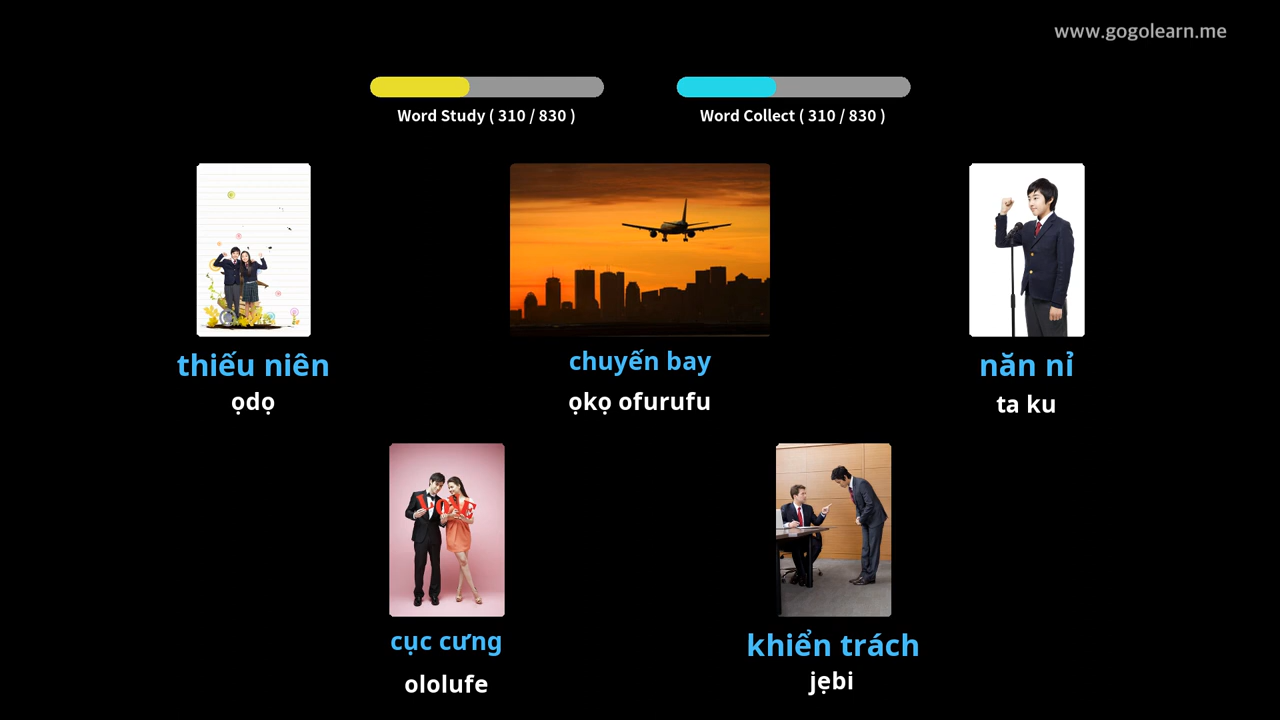 www.gogolearn.me
Word Study ( 310 / 830 )
Word Collect ( 310 / 830 )
thiếu niên
ọdọ
chuyến bay
ọkọ ofurufu
năn nỉ
ta ku
cục cưng
ololufe
khiển trách
jẹbi